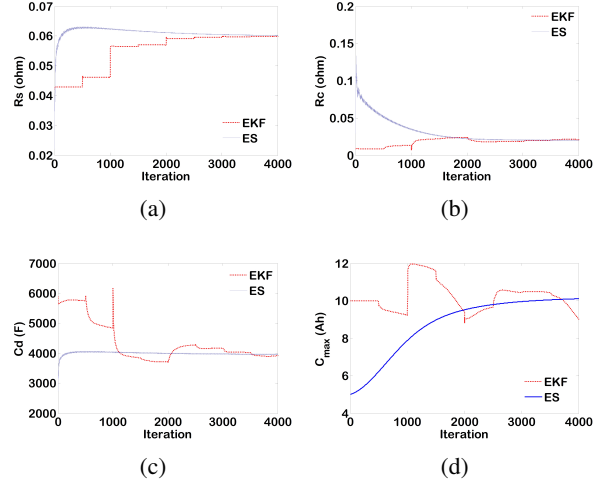 0.07
0.06
0.05
0.04
0.03
0.02
Rs (ohm)
EKF
ES
0
1000
2000
3000
4000
Iteration
(a)
0.2
0.15
0.1
0.05
0
Rc (ohm)
EKF
ES
0
1000
2000
3000
4000
Iteration
(b)
7000
6000
5000
4000
3000
2000
Cd (F)
EKF
ES
0
1000
2000
3000
4000
Iteration
(c)
12
10
8
6
4
Cmax (Ah)
EKF
ES
0
1000
2000
3000
4000
Iteration
(d)